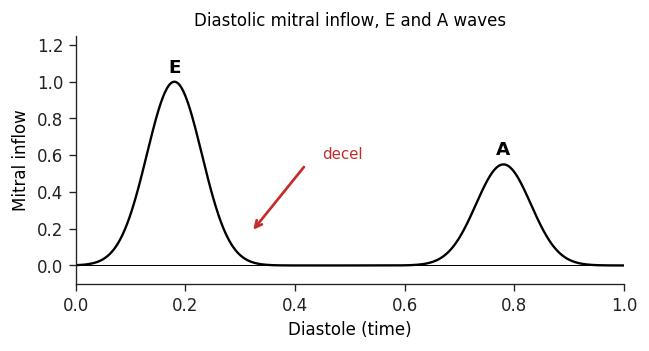 Diastolic mitral inflow, E and A waves
1.2
1.0
0.8
0.6
0.4
0.2
0.0
Mitral inflow
E
decel
A
0.0 0.2 0.4 0.6 0.8 1.0
Diastole (time)